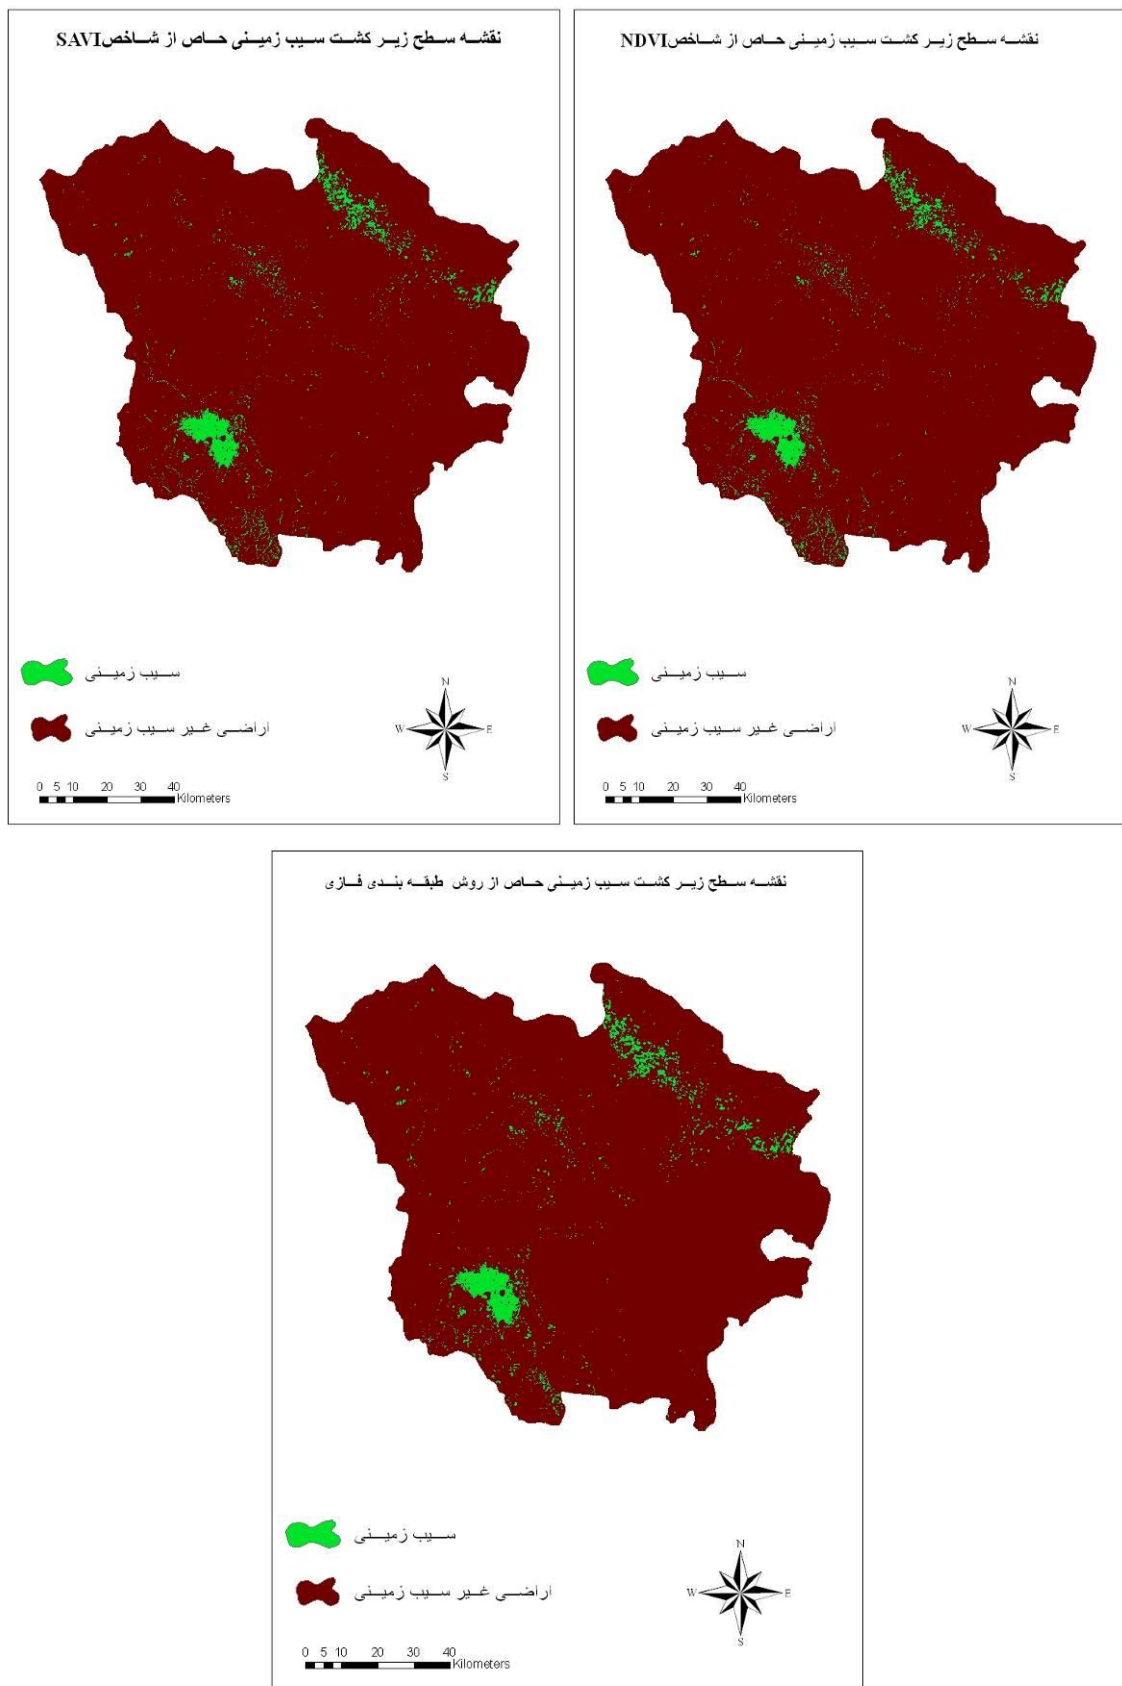 نقشه سطح زیر کشت سیب زمینی حاص از شاخصSAVI
سیب زمینی
اراضی غیر سیب زمینی
N
W E
S
0 5 10 20 30 40
Kilometers
نقشه سطح زیر کشت سیب زمینی حاص از شاخصNDVI
سیب زمینی
اراضی غیر سیب زمینی
N
W E
S
0 5 10 20 30 40
Kilometers
نقشه سطح زیر کشت سیب زمینی حاص از روش طبقه بندی فازی
سیب زمینی
اراضی غیر سیب زمینی
N
W E
S
0 5 10 20 30 40
Kilometers